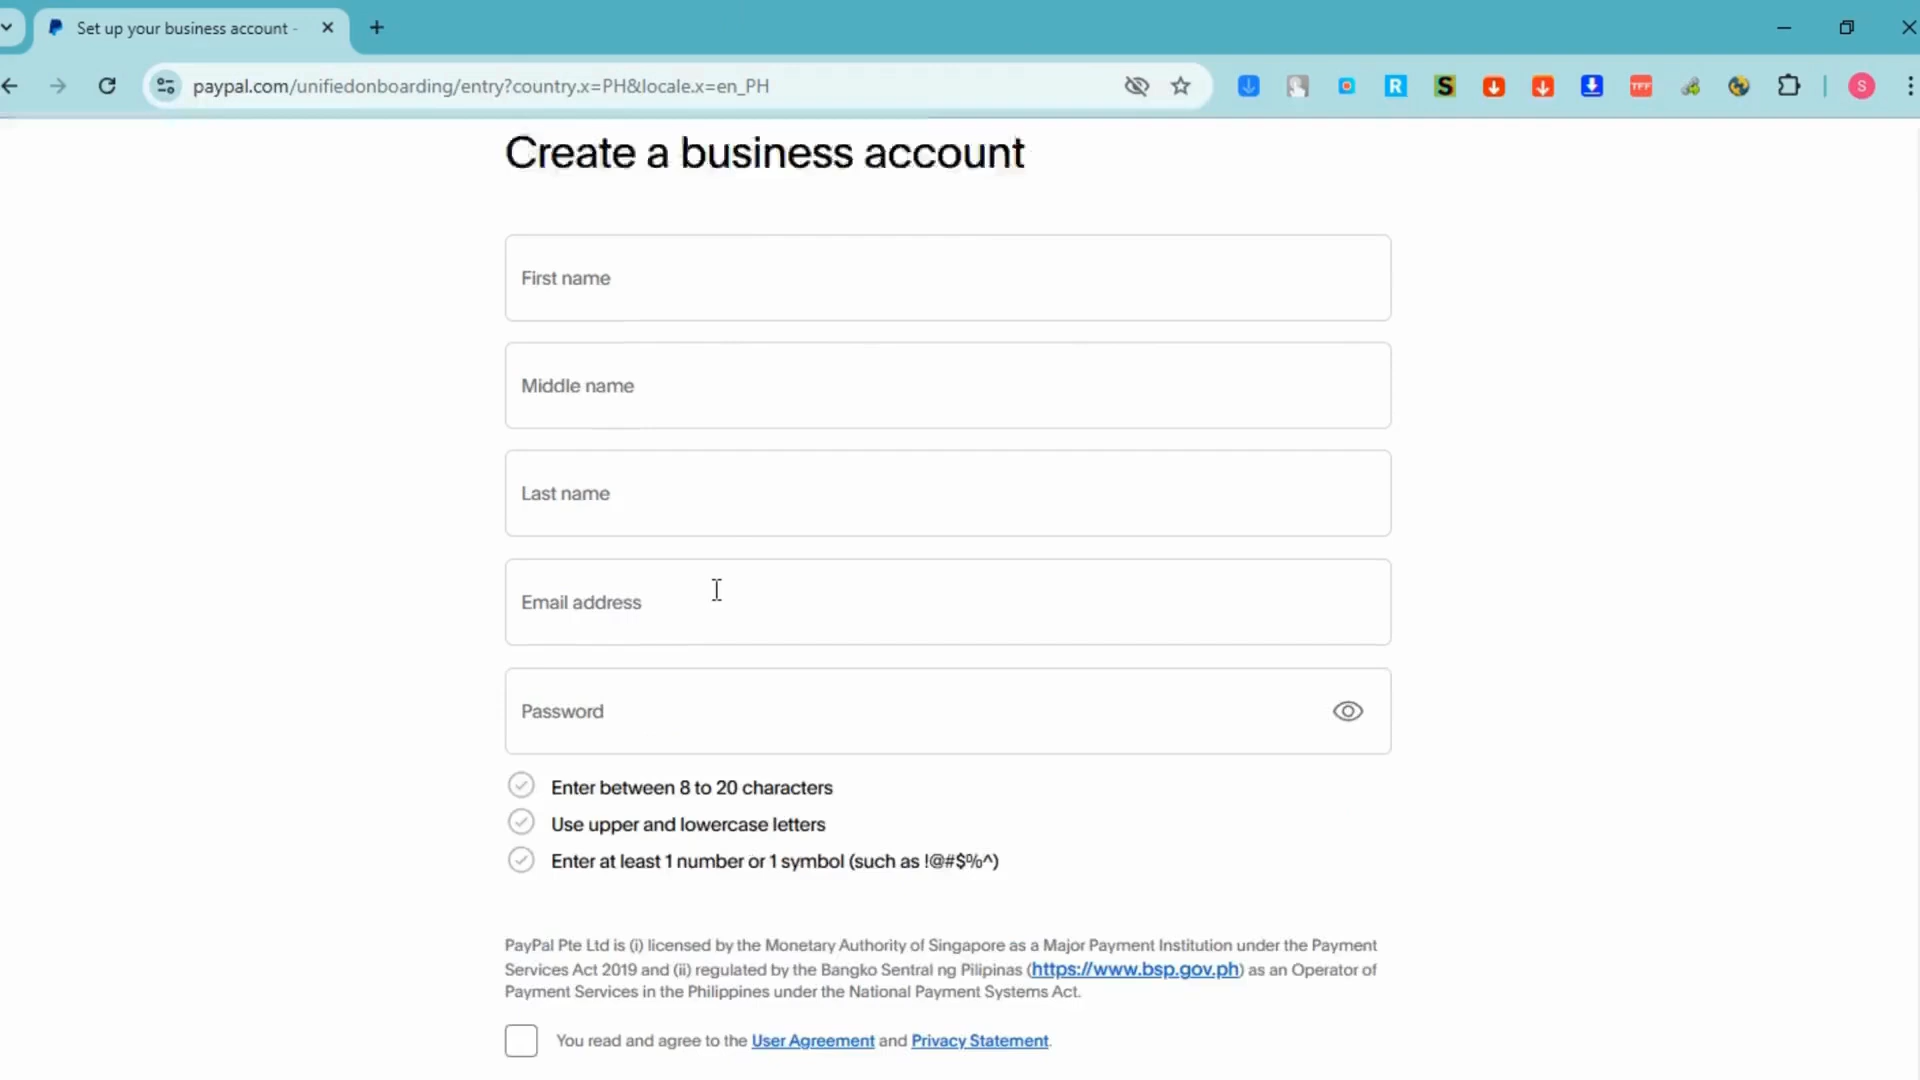 Set up your business account -
paypal.com/unifiedonboarding/entry?country.x=PH&locale.x=en_PH
R
S
TFF
S
Create a business account
First name
Middle name
Last name
Email address
Password
Enter between 8 to 20 characters
Use upper and lowercase letters
Enter at least 1 number or 1 symbol (such as !@#$%^)
PayPal Pte Ltd is (i) licensed by the Monetary Authority of Singapore as a Major Payment Institution under the Payment
Services Act 2019 and (ii) regulated by the Bangko Sentral ng Pilipinas (https://www.bsp.gov.ph) as an Operator of
Payment Services in the Philippines under the National Payment Systems Act.
You read and agree to the User Agreement and Privacy Statement.